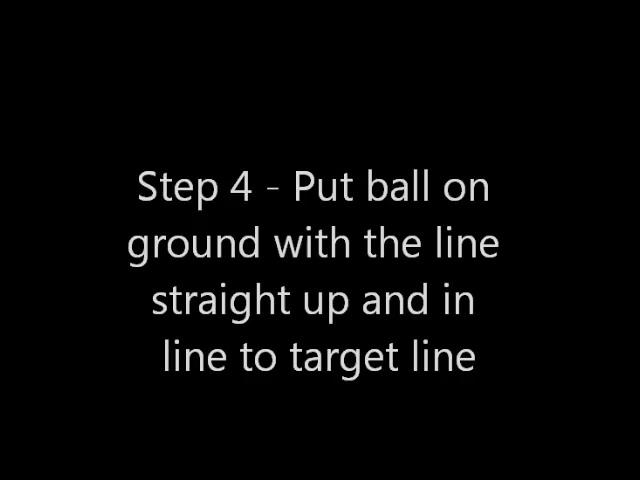 Step 4 - Put ball on
ground with the line
straight up and in
line to target line